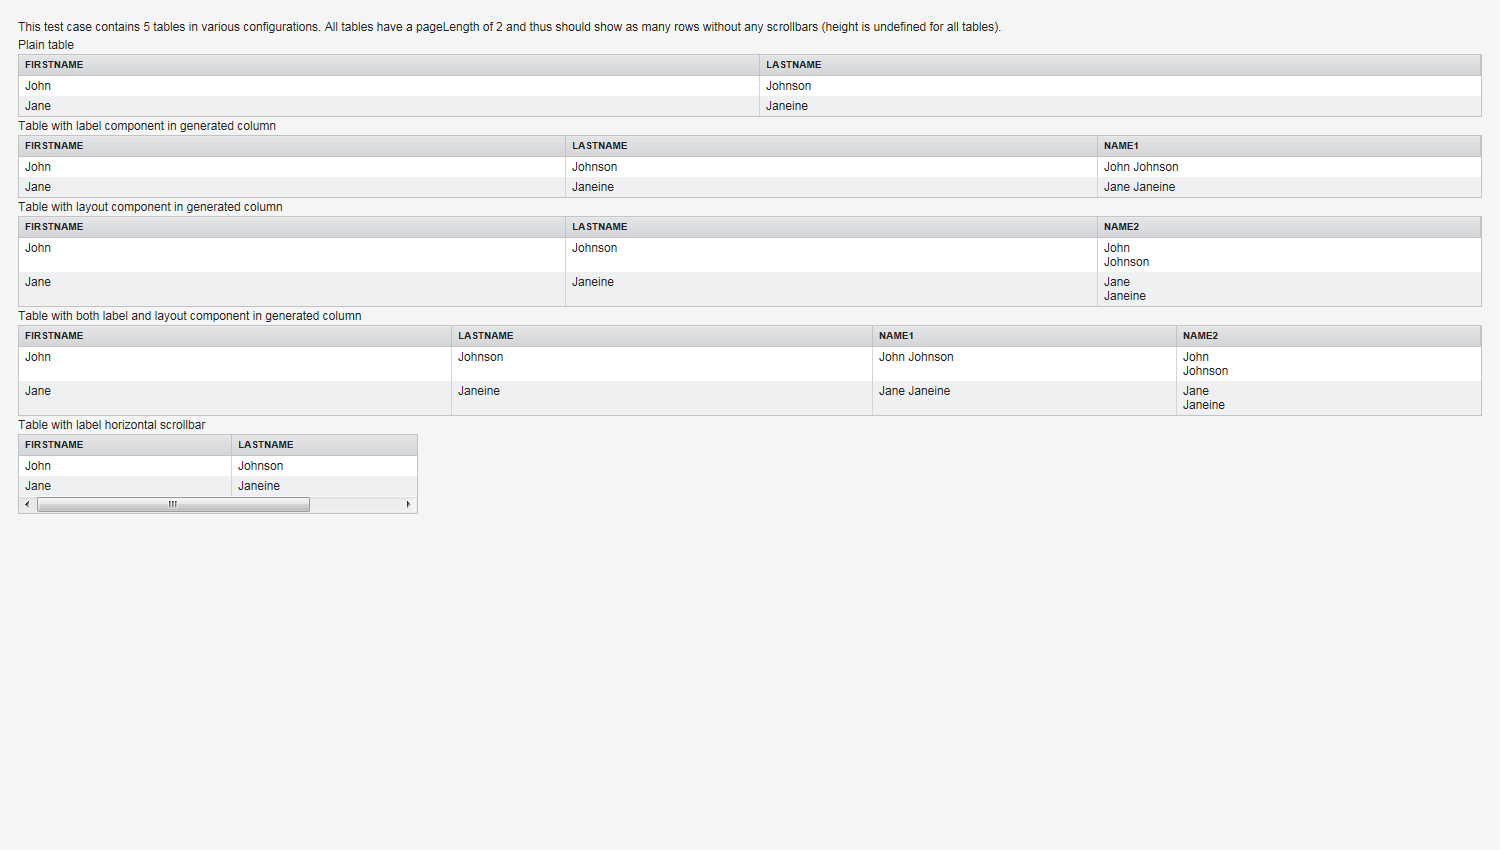 This test case contains 5 tables in various configurations. All tables have a pageLength of 2 and thus should show as many rows without any scrollbars (height is undefined for all tables).
Plain table
FIRSTNAME LASTNAME
John Johnson
Jane Janeine
Table with label component in generated column
FIRSTNAME LASTNAME NAME1
John Johnson John Johnson
Jane Janeine Jane Janeine
Table with layout component in generated column
FIRSTNAME LASTNAME NAME2
John Johnson John
Johnson
Jane Janeine Jane
Janeine
Table with both label and layout component in generated column
FIRSTNAME LASTNAME NAME1 NAME2
John Johnson John Johnson John
Johnson
Jane Janeine Jane Janeine Jane
Janeine
Table with label horizontal scrollbar
FIRSTNAME LASTNAME
John Johnson
Jane Janeine